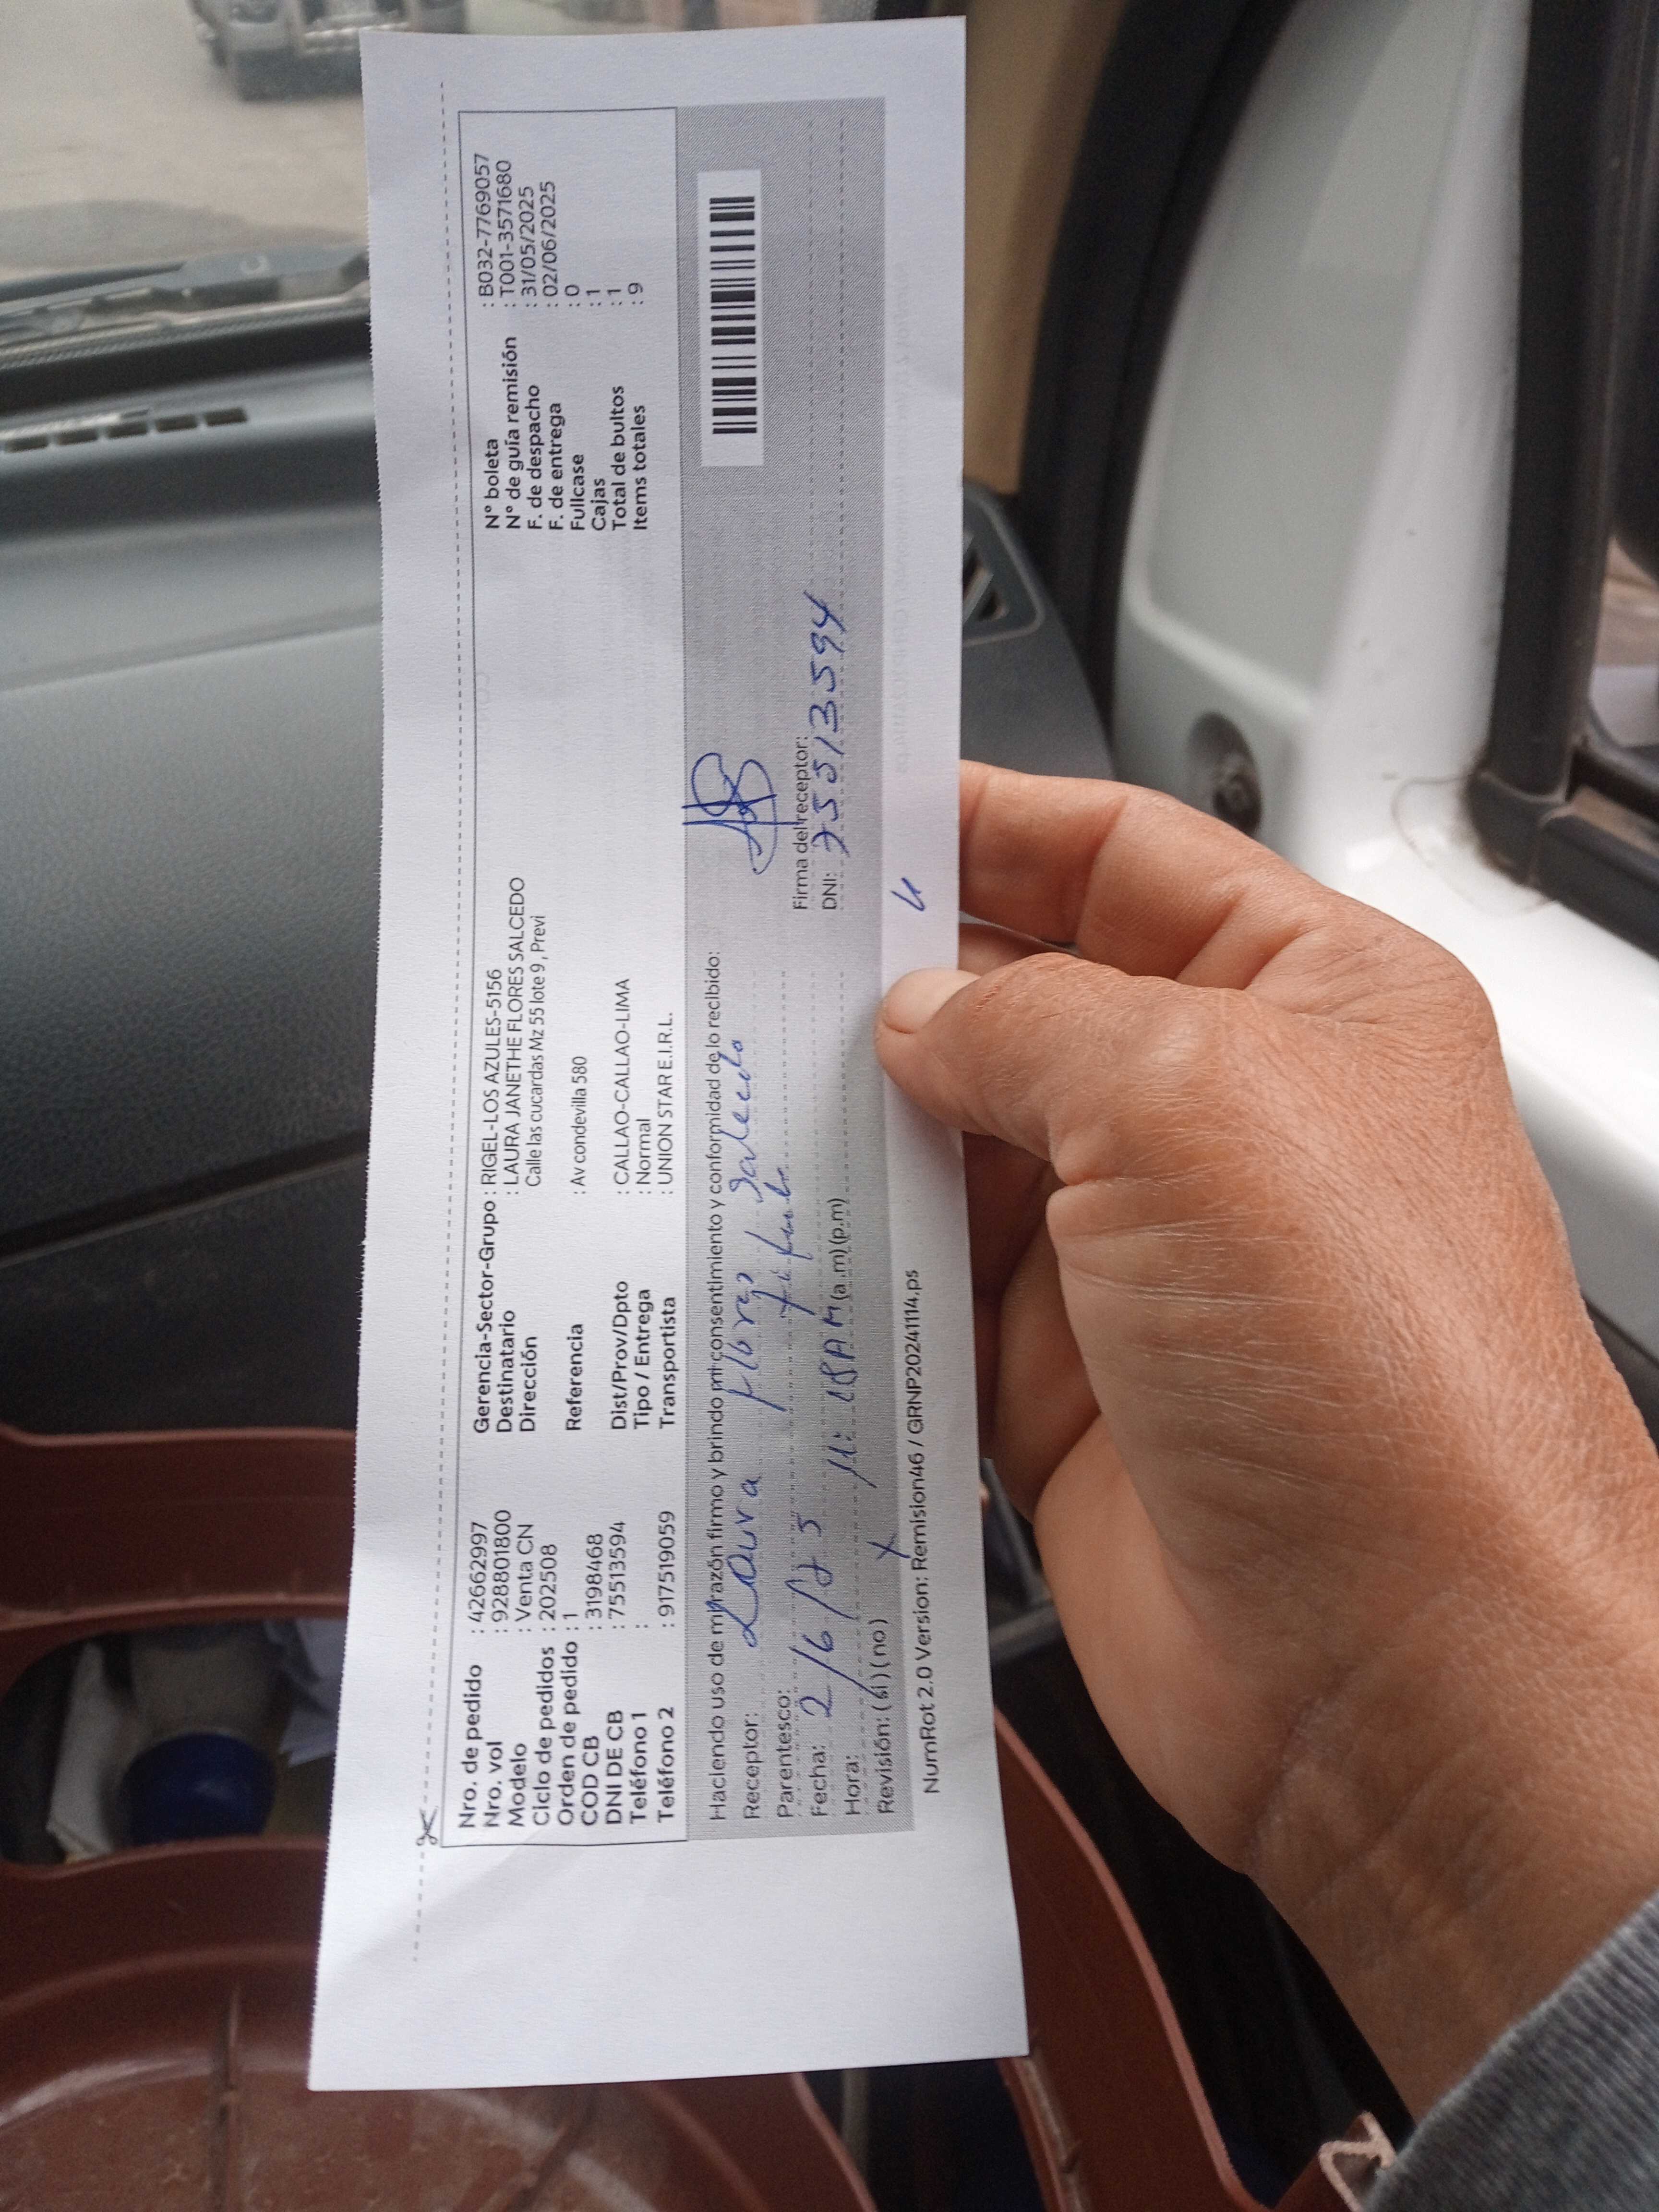 Nro. de pedido : 42662997
Nro. vol : 928801800
Modelo : Venta CN
Ciclo de pedidos : 202508
Orden de pedido : 1
COD CB : 3198468
DNI DE CB : 75513594
Teléfono 1 :
Teléfono 2 : 917519059
Gerencia-Sector-Grupo : RIGEL-LOS AZULES-5156
Destinatario : LAURA JANETHE FLORES SALCEDO
Dirección Calle las cucardas Mz 55 lote 9, Previ
Referencia : Av condevilla 580
Dist/Prov/Dpto : CALLAO-CALLAO-LIMA
Tipo / Entrega : Normal
Transportista : UNION STAR E.I.R.L.
N° boleta : B032-7769057
N° de guía remisión : T001-3571680
F. de despacho : 31/05/2025
F. de entrega : 02/06/2025
Fullcase : 0
Cajas : 1
Total de bultos : 1
Items totales : 9
Haciendo uso de mi razón firmo y brindo mi consentimiento y conformidad de lo recibido:
Receptor: Laura Flores Salcedo
Parentesco:
Firma del receptor:
Fecha: 2/6/25
DNI: 75513594
Hora: (a.m) (p.m)
Revisión: (si) (no) X
NumRot 2.0 Version: Remision46 / GRNP20241114.ps